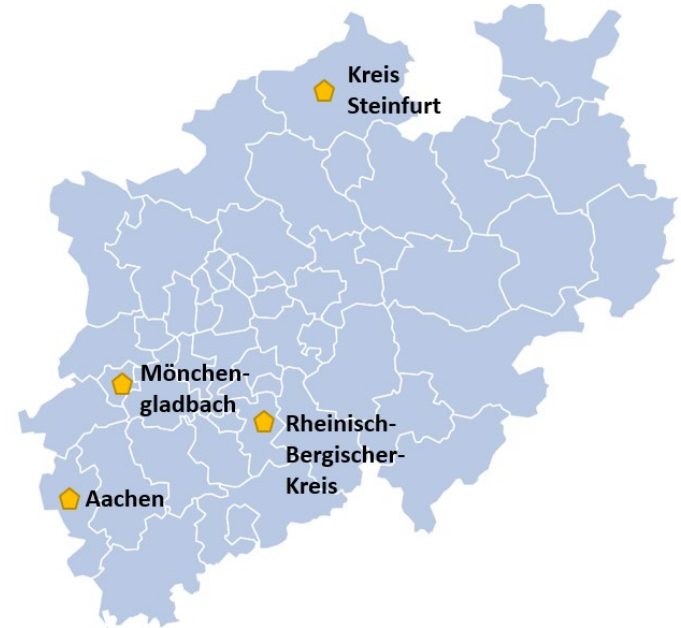 Kreis
Steinfurt
Mönchen-
gladbach
Rheinisch-
Bergischer-
Kreis
Aachen